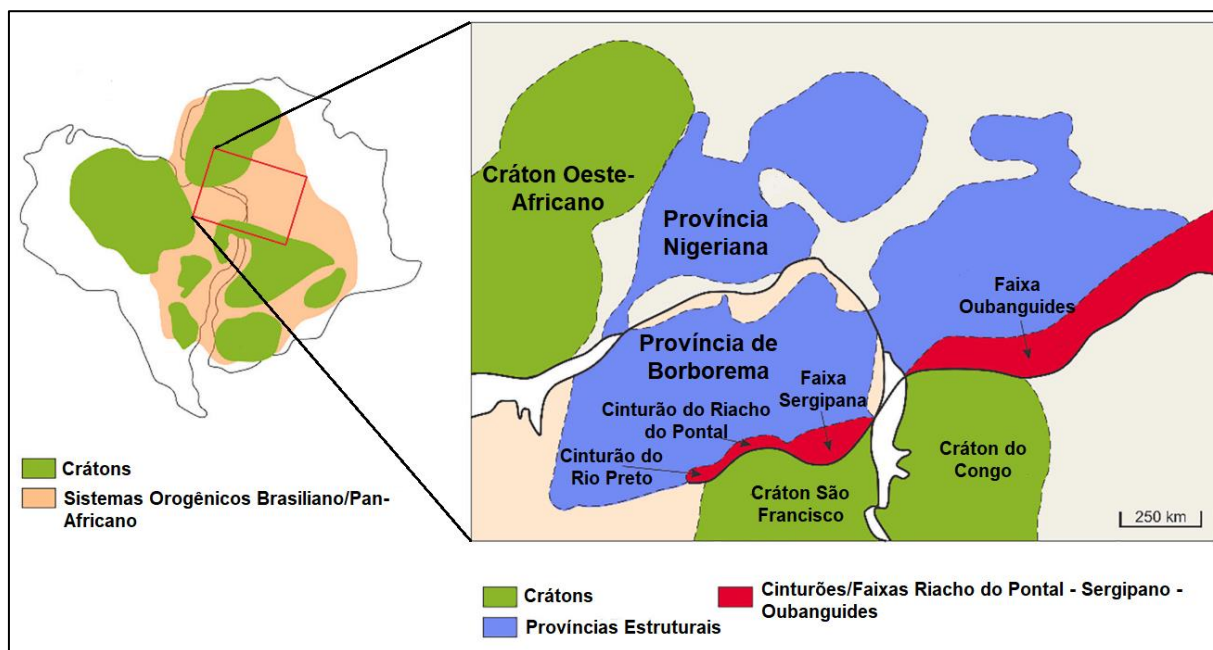 Cráton Oeste-
Africano
Província
Nigeriana
Faixa
Oubanguides
Província de
Borborema
Faixa
Sergipana
Cinturão do Riacho
do Pontal
Cinturão do
Rio Preto
Cráton São
Francisco
Cráton do
Congo
250 km
Crátons
Sistemas Orogênicos Brasiliano/Pan-
Africano
Crátons
Províncias Estruturais
Cinturões/Faixas Riacho do Pontal - Sergipano -
Oubanguides